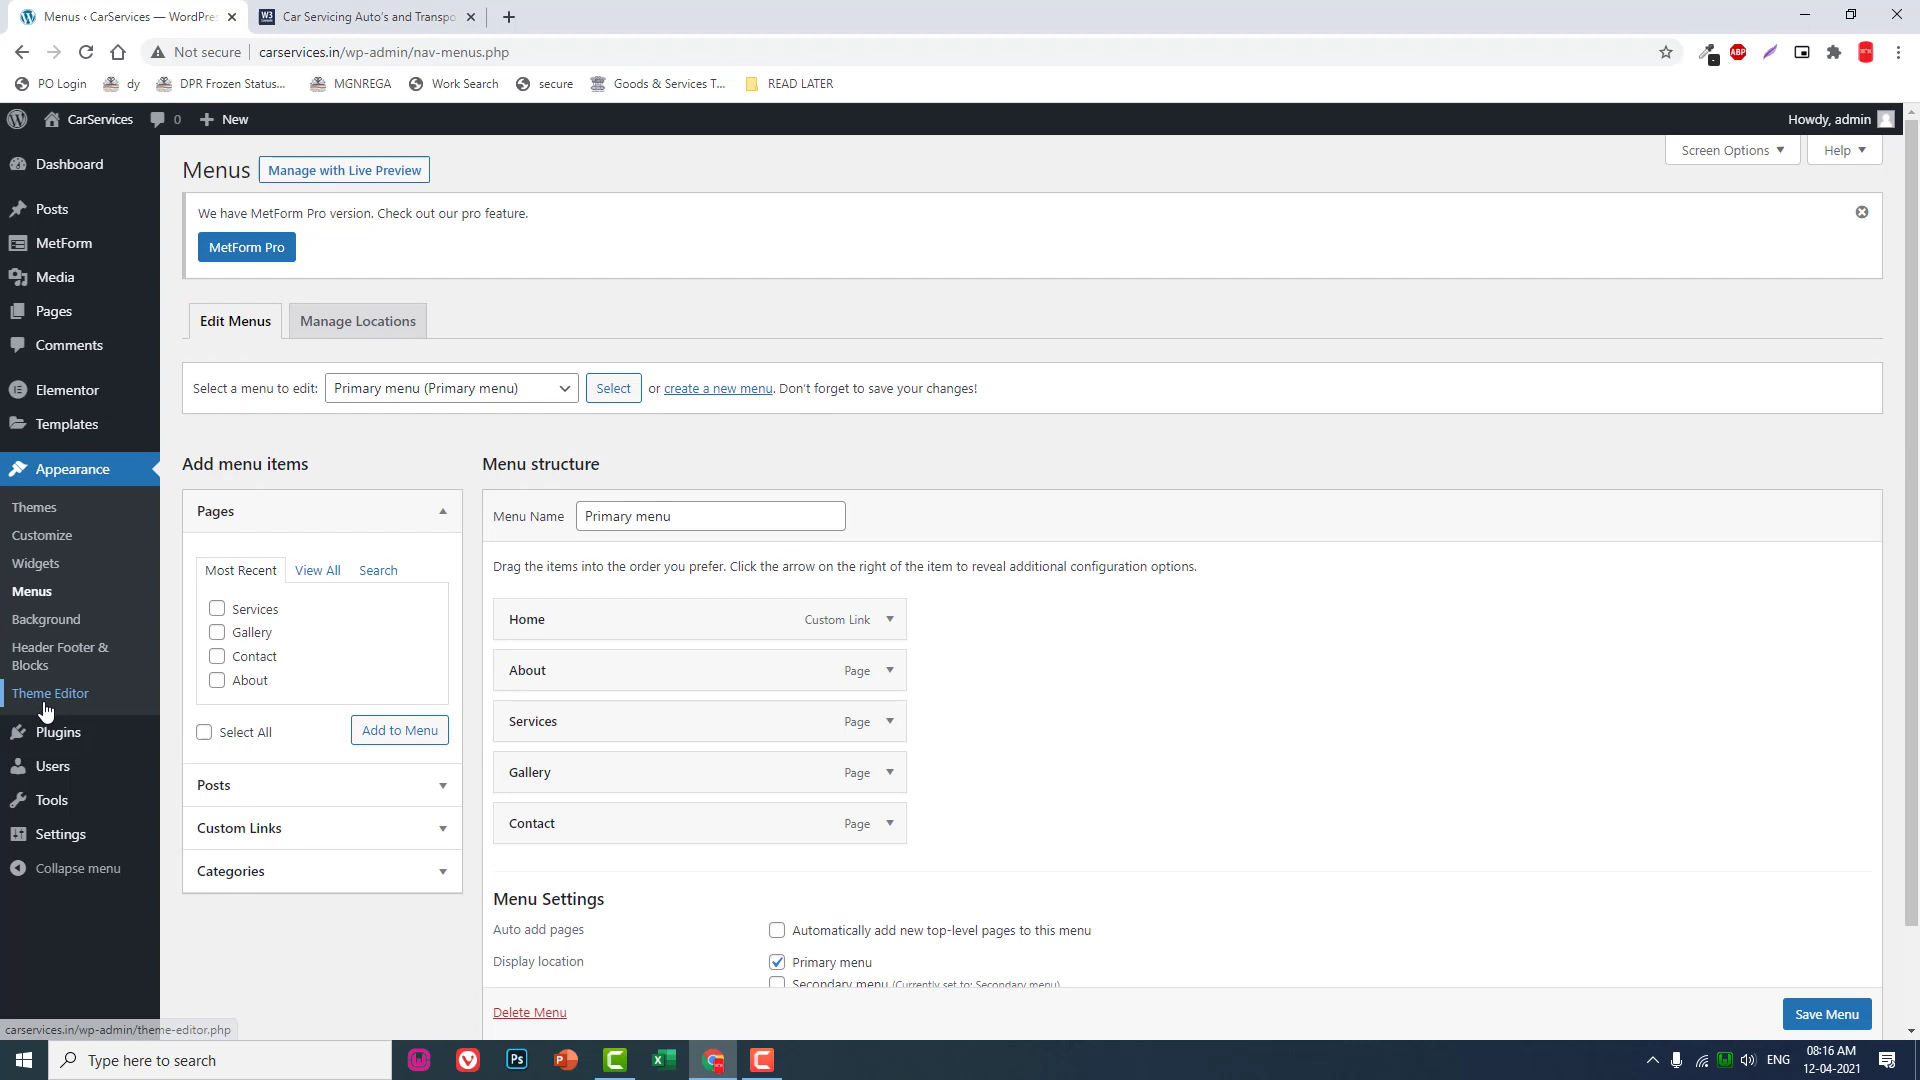 Menus ‹ CarServices — WordPre
Car Servicing Auto's and Transpo
Not secure
carservices.in/wp-admin/nav-menus.php
ABP
PO Login
dy
DPR Frozen Status...
MGNREGA
Work Search
secure
Goods & Services T...
READ LATER
CarServices
0
New
Howdy, admin
Dashboard
Posts
MetForm
Media
Pages
Comments
Elementor
Templates
Appearance
Themes
Customize
Widgets
Menus
Background
Header Footer &
Blocks
Theme Editor
Plugins
Users
Tools
Settings
Collapse menu
Screen Options
Help
Menus
Manage with Live Preview
We have MetForm Pro version. Check out our pro feature.
MetForm Pro
Edit Menus
Manage Locations
Select a menu to edit:
Primary menu (Primary menu)
Select
or create a new menu. Don't forget to save your changes!
Add menu items
Pages
Most Recent
View All
Search
Services
Gallery
Contact
About
Select All
Add to Menu
Posts
Custom Links
Categories
Menu structure
Menu Name
Primary menu
Drag the items into the order you prefer. Click the arrow on the right of the item to reveal additional configuration options.
Home
Custom Link
About
Page
Services
Page
Gallery
Page
Contact
Page
Menu Settings
Auto add pages
Automatically add new top-level pages to this menu
Display location
Primary menu
Secondary menu (Currently set to: Secondary menu)
Delete Menu
Save Menu
carservices.in/wp-admin/theme-editor.php
Type here to search
Ps
ENG
08:16 AM
12-04-2021